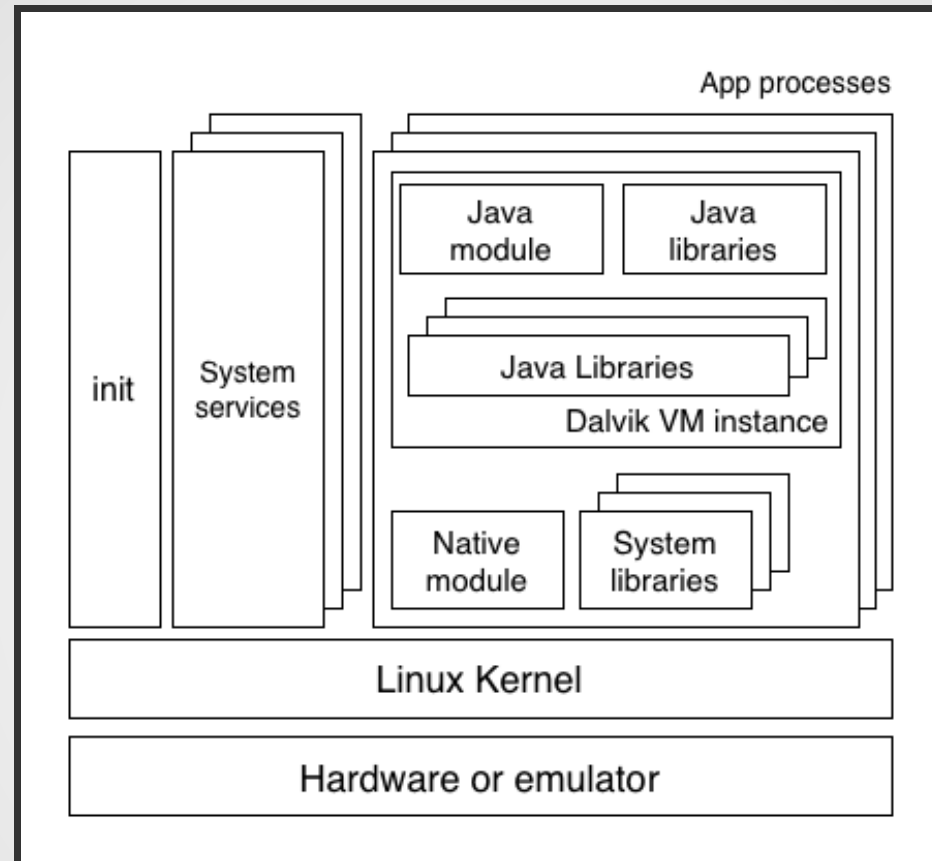 App processes
init
System
services
Java
module
Java
libraries
Java Libraries
Dalvik VM instance
Native
module
System
libraries
Linux Kernel
Hardware or emulator